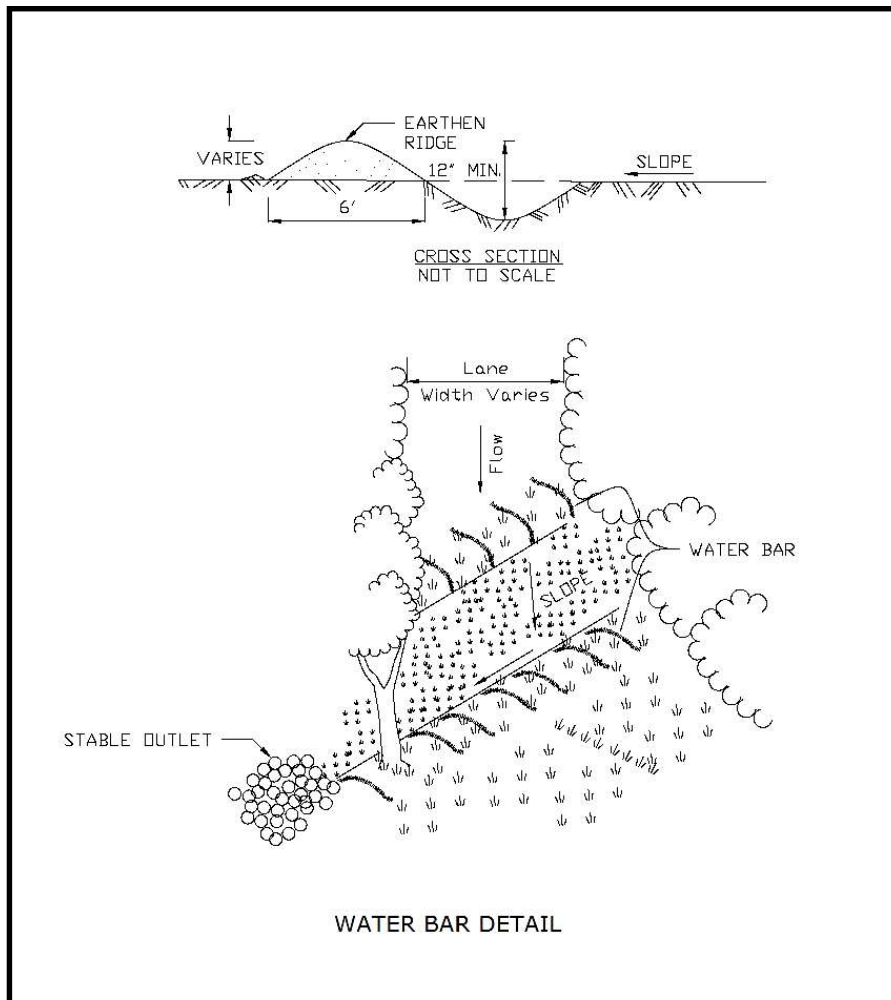 EARTHEN
RIDGE
VARIES
12" MIN.
SLOPE
6'
CROSS SECTION
NOT TO SCALE
Lane
Width Varies
Flow
WATER BAR
SLOPE
STABLE OUTLET
WATER BAR DETAIL